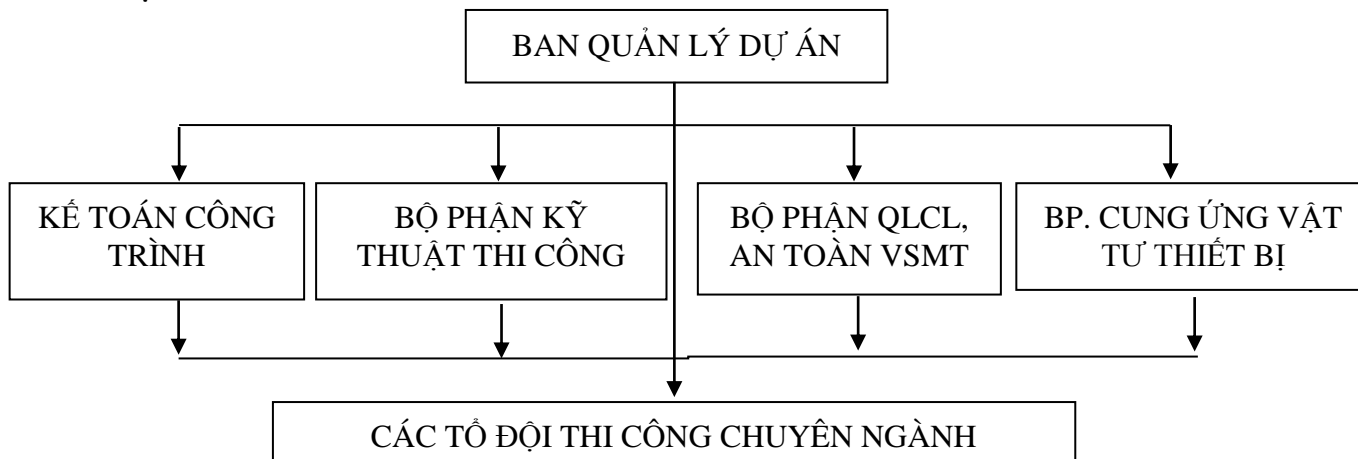 BAN QUẢN LÝ DỰ ÁN
KẾ TOÁN CÔNG
TRÌNH
BỘ PHẬN KỸ
THUẬT THI CÔNG
BỘ PHẬN QLCL,
AN TOÀN VSMT
BP. CUNG ỨNG VẬT
TƯ THIẾT BỊ
CÁC TỔ ĐỘI THI CÔNG CHUYÊN NGÀNH